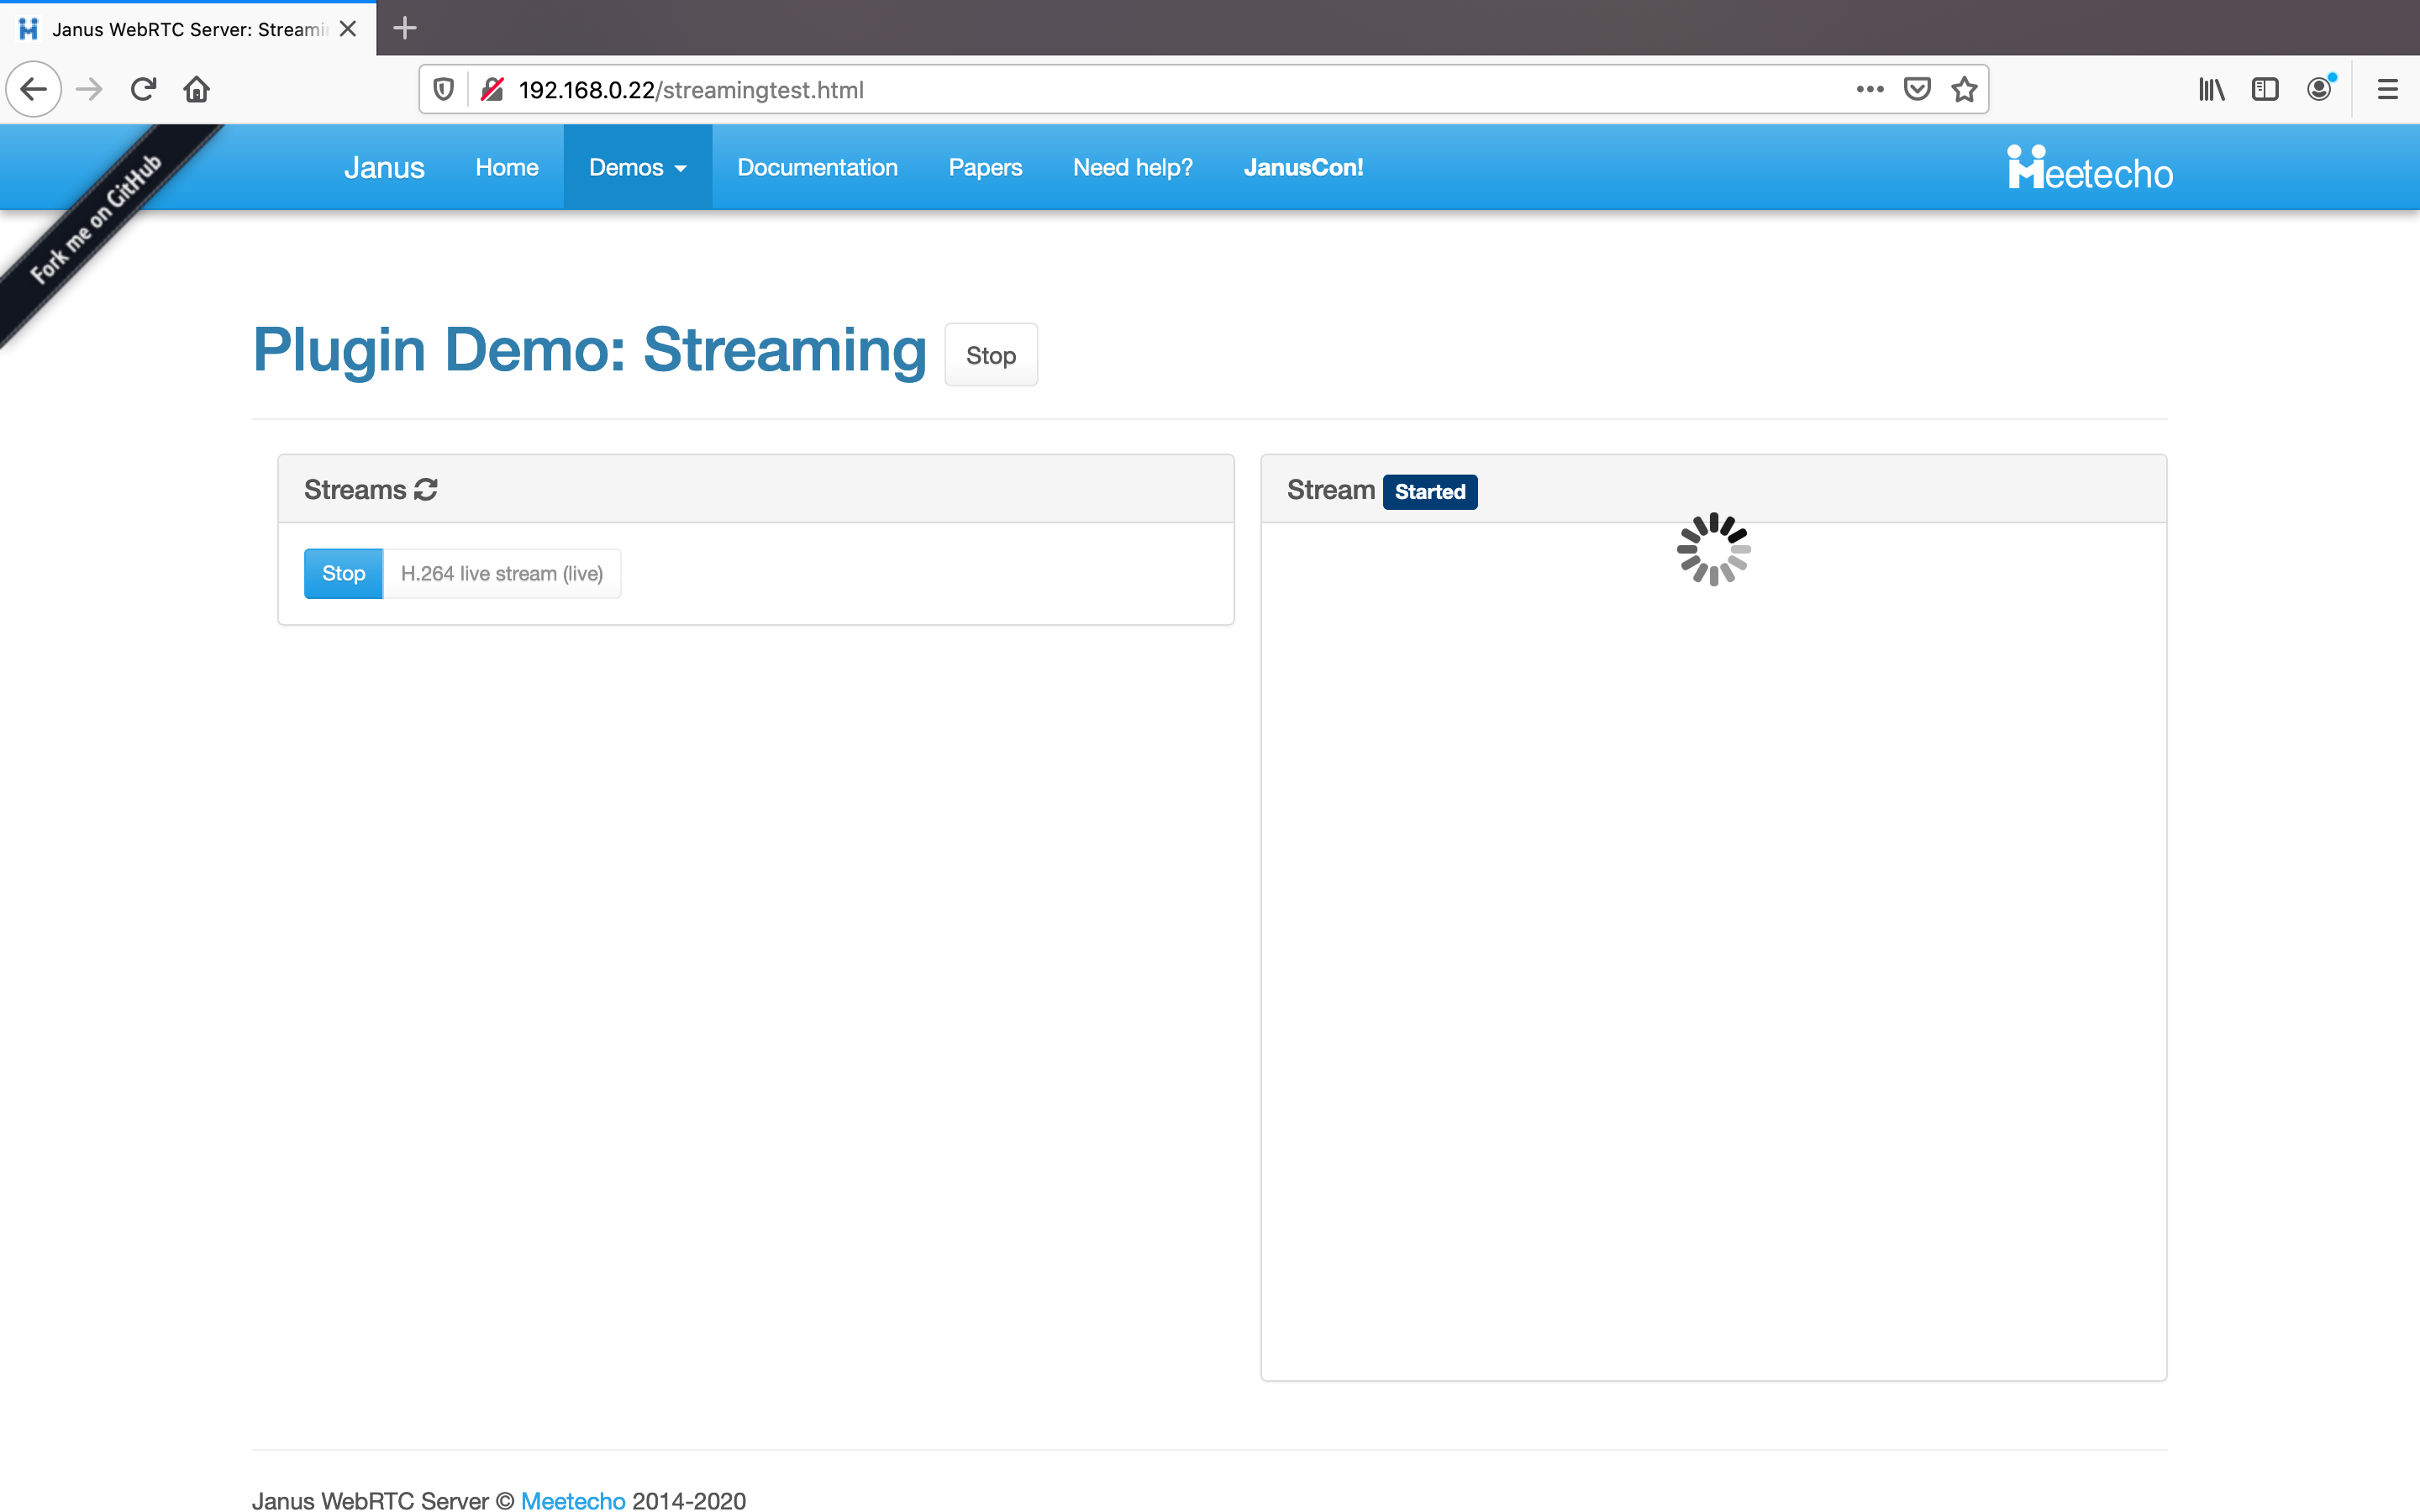 Janus WebRTC Server: Streami
192.168.0.22/streamingtest.html
Fork me on GitHub
Janus Home Demos Documentation Papers Need help? JanusCon! Meetecho
Plugin Demo: Streaming Stop
Streams
Stop H.264 live stream (live)
Stream Started
Janus WebRTC Server © Meetecho 2014-2020